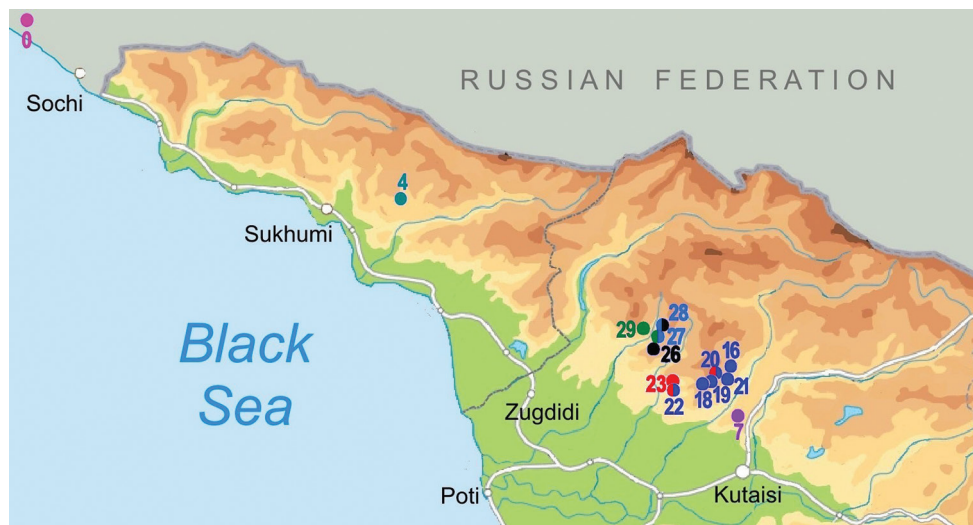 0
Sochi
RUSSIAN FEDERATION
4
Sukhumi
Black
Sea
28
29
27
26
16
20
23
22
18
19
21
7
Zugdidi
Poti
Kutaisi